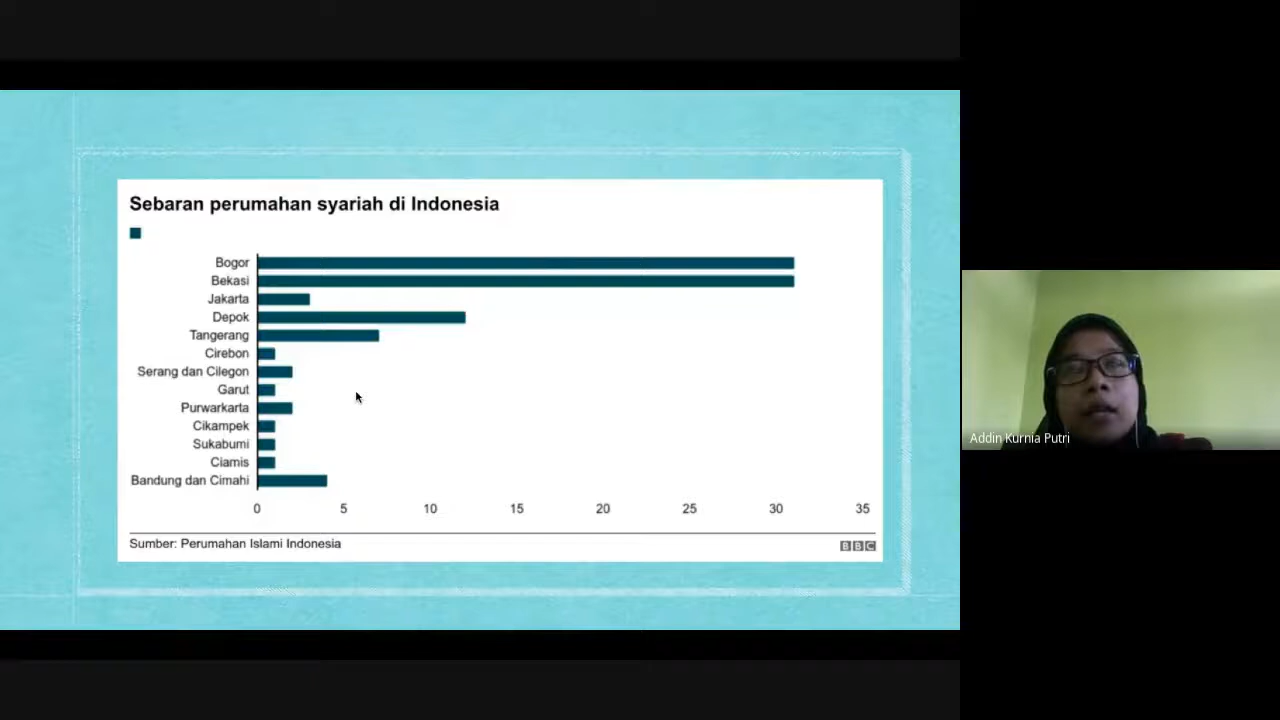 Sebaran perumahan syariah di Indonesia
Bogor
Bekasi
Jakarta
Depok
Tangerang
Cirebon
Serang dan Cilegon
Garut
Purwarkarta
Cikampek
Sukabumi
Ciamis
Bandung dan Cimahi
0 5 10 15 20 25 30 35
Sumber: Perumahan Islami Indonesia
BBC
Addin Kurnia Putri